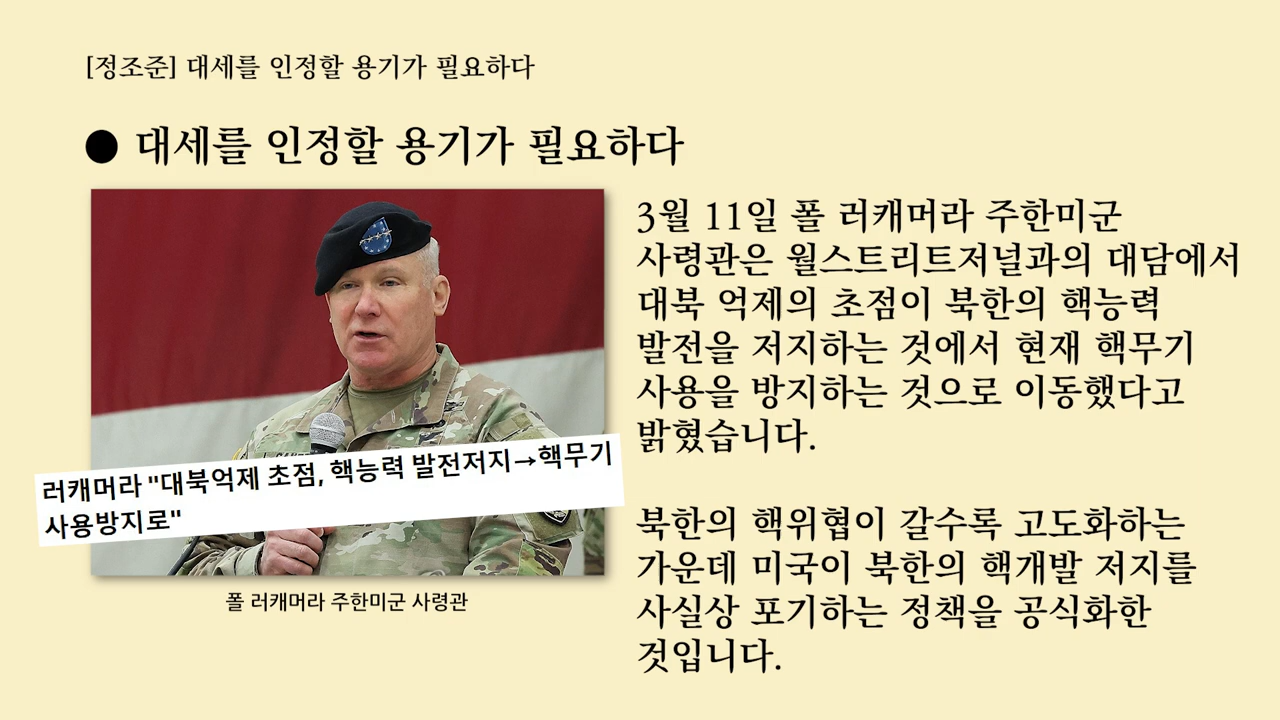 [정조준] 대세를 인정할 용기가 필요하다
● 대세를 인정할 용기가 필요하다
3월 11일 폴 러캐머라 주한미군
사령관은 월스트리트저널과의 대담에서
대북 억제의 초점이 북한의 핵능력
발전을 저지하는 것에서 현재 핵무기
사용을 방지하는 것으로 이동했다고
밝혔습니다.
북한의 핵위협이 갈수록 고도화하는
가운데 미국이 북한의 핵개발 저지를
사실상 포기하는 정책을 공식화한
것입니다.
러캐머라 "대북억제 초점, 핵능력 발전저지→핵무기
사용방지로"
폴 러캐머라 주한미군 사령관